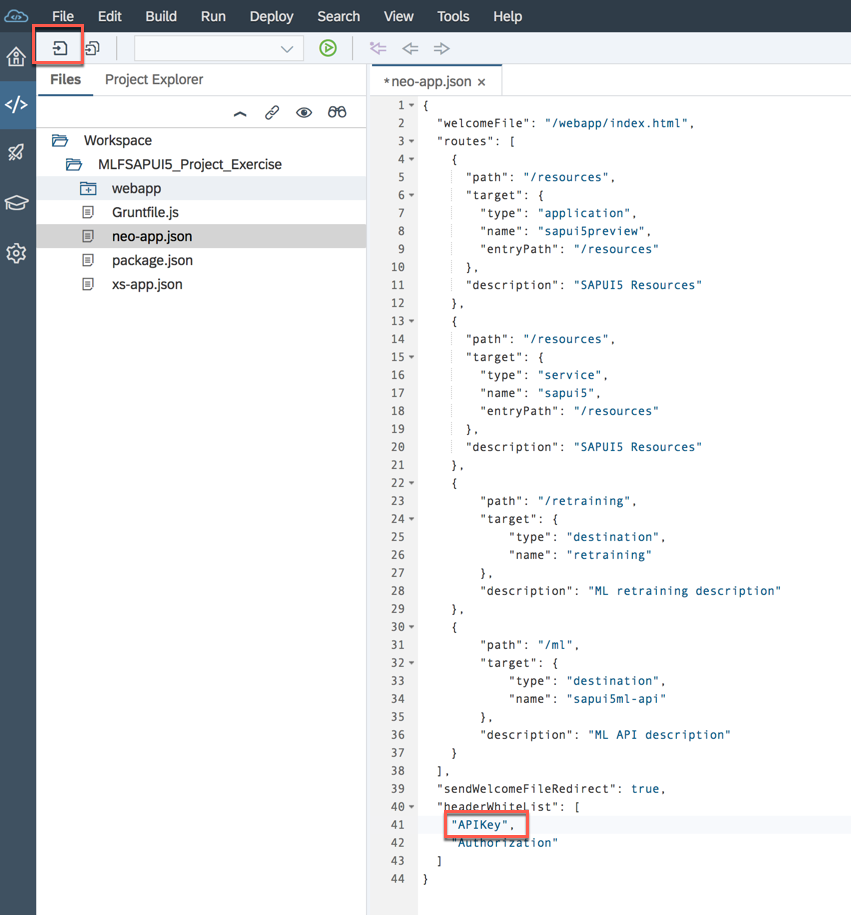 File Edit Build Run Deploy Search View Tools Help
Files Project Explorer
Workspace
MLFSAPUI5_Project_Exercise
webapp
Gruntfile.js
neo-app.json
package.json
xs-app.json
*neo-app.json ×
1 {
2 "welcomeFile": "/webapp/index.html",
3 "routes": [
4 {
5 "path": "/resources",
6 "target": {
7 "type": "application",
8 "name": "sapui5preview",
9 "entryPath": "/resources"
10 },
11 "description": "SAPUI5 Resources"
12 },
13 {
14 "path": "/resources",
15 "target": {
16 "type": "service",
17 "name": "sapui5",
18 "entryPath": "/resources"
19 },
20 "description": "SAPUI5 Resources"
21 },
22 {
23 "path": "/retraining",
24 "target": {
25 "type": "destination",
26 "name": "retraining"
27 },
28 "description": "ML retraining description"
29 },
30 {
31 "path": "/ml",
32 "target": {
33 "type": "destination",
34 "name": "sapui5ml-api"
35 },
36 "description": "ML API description"
37 }
38 ],
39 "sendWelcomeFileRedirect": true,
40 "headerWhiteList": [
41 "APIKey",
42 "Authorization"
43 ]
44 }